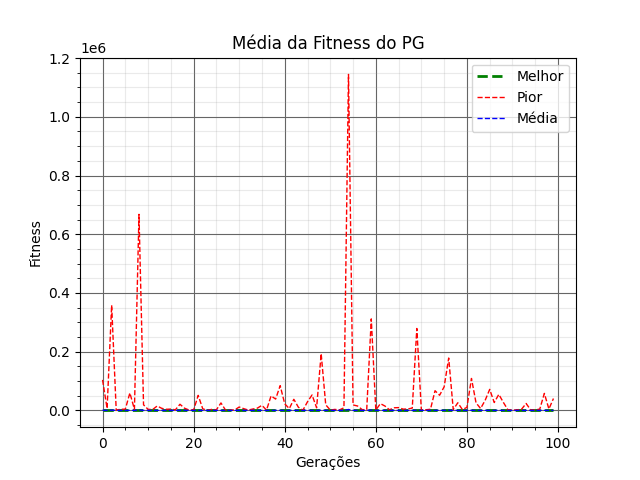 Média da Fitness do PG
1e6
Melhor
Pior
Média
1.2
1.0
0.8
0.6
0.4
0.2
0.0
Fitness
0 20 40 60 80 100
Gerações